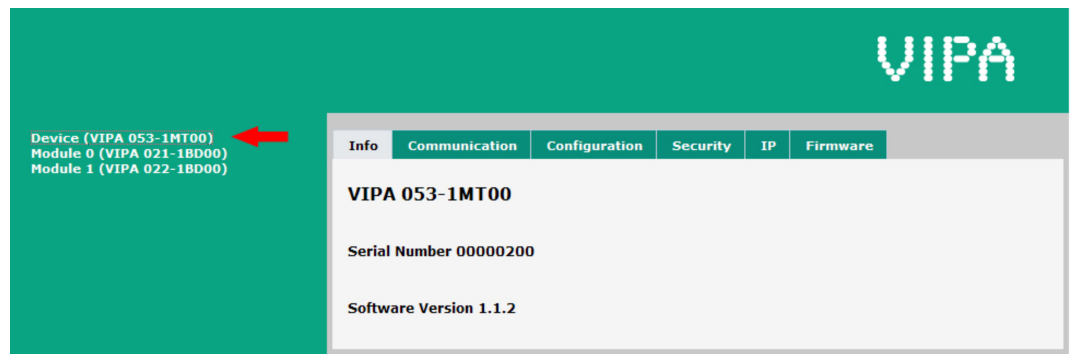 VIPA
Device (VIPA 053-1MT00)
Module 0 (VIPA 021-1BD00)
Module 1 (VIPA 022-1BD00)
Info Communication Configuration Security IP Firmware
VIPA 053-1MT00
Serial Number 00000200
Software Version 1.1.2